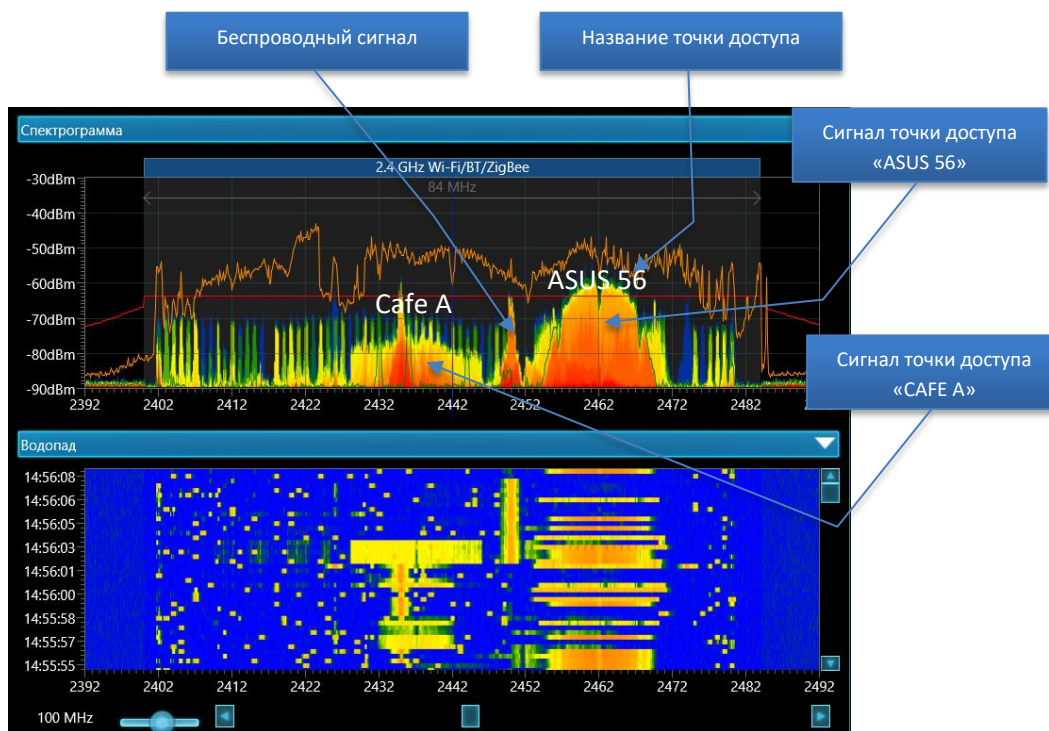 Беспроводный сигнал
Название точки доступа
Спектрограмма
Сигнал точки доступа
«ASUS 56»
2.4 GHz Wi-Fi/BT/ZigBee
84 MHz
-30dBm
-40dBm
-50dBm
-60dBm
-70dBm
-80dBm
-90dBm
ASUS 56
Cafe A
2392 2402 2412 2422 2432 2442 2452 2462 2472 2482
Сигнал точки доступа
«CAFE A»
Водопад
14:56:08
14:56:06
14:56:05
14:56:03
14:56:01
14:56:00
14:55:58
14:55:57
14:55:55
2392 2402 2412 2422 2432 2442 2452 2462 2472 2482 2492
100 MHz